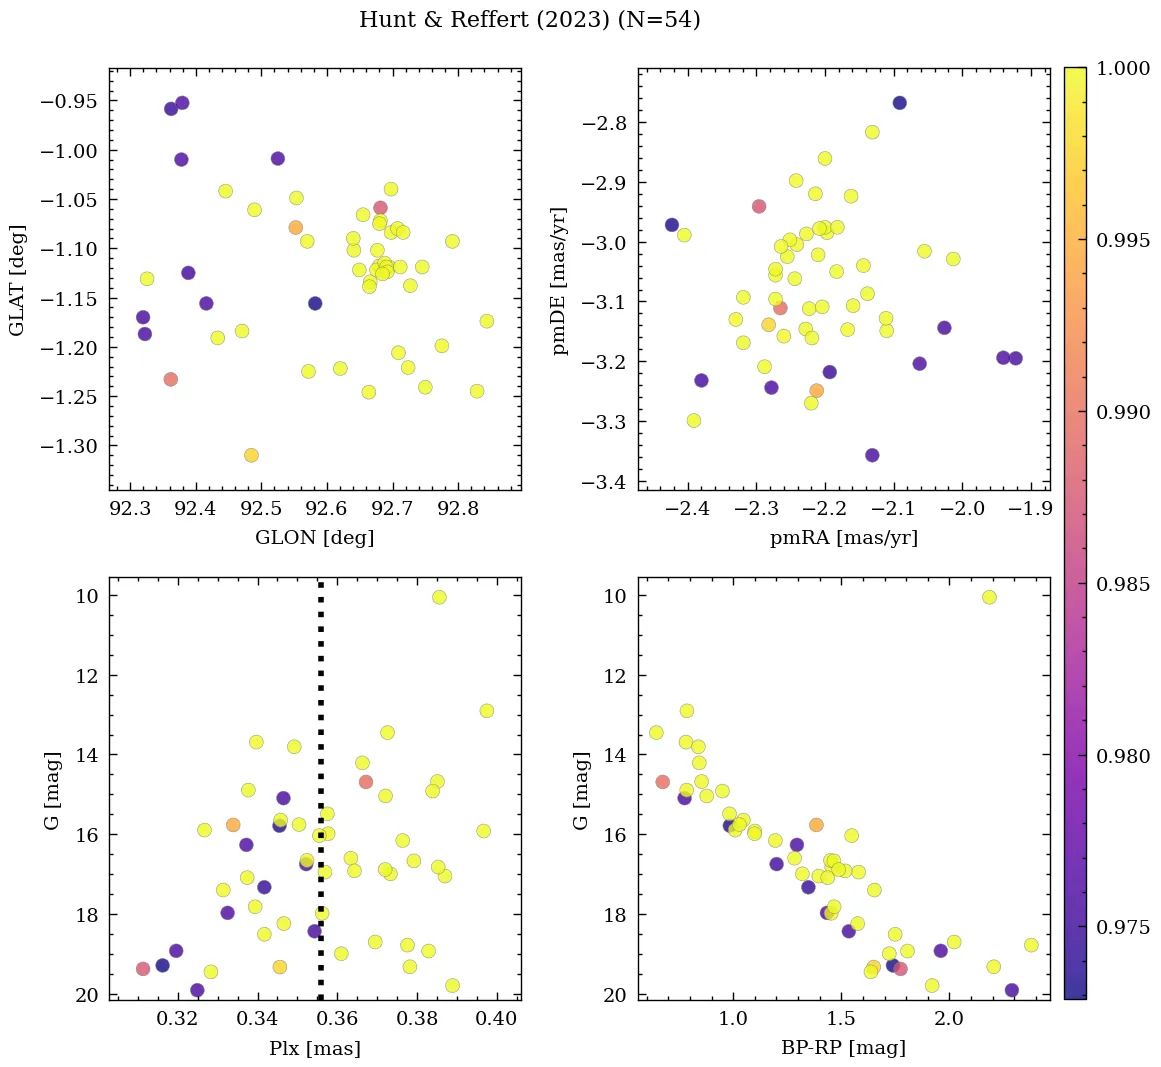 Hunt & Reffert (2023) (N=54)
−0.95
−1.00
−1.05
−1.10
−1.15
−1.20
−1.25
−1.30
GLAT [deg]
92.3 92.4 92.5 92.6 92.7 92.8
GLON [deg]
−2.8
−2.9
−3.0
−3.1
−3.2
−3.3
−3.4
pmDE [mas/yr]
−2.4 −2.3 −2.2 −2.1 −2.0 −1.9
pmRA [mas/yr]
10
12
14
16
18
20
G [mag]
0.32 0.34 0.36 0.38 0.40
Plx [mas]
10
12
14
16
18
20
G [mag]
1.0 1.5 2.0
BP-RP [mag]
1.000
0.995
0.990
0.985
0.980
0.975